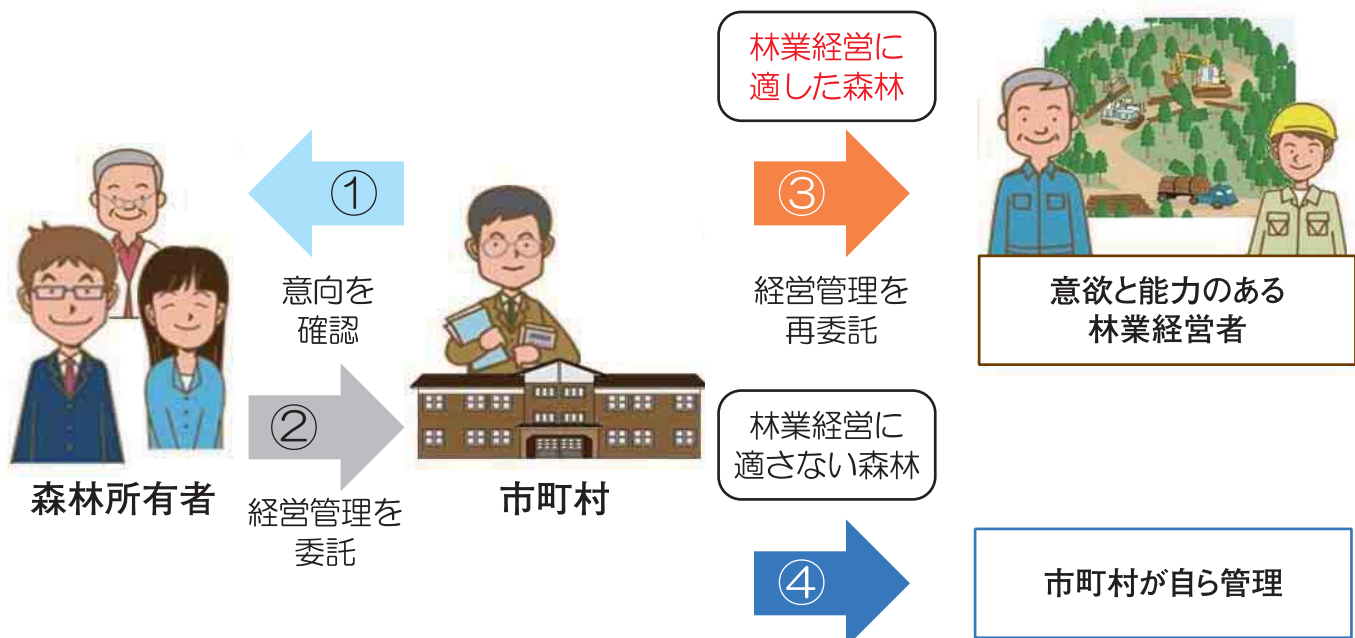 ①
意向を
確認
②
経営管理を
委託
森林所有者
市町村
林業経営に
適した森林
③
経営管理を
再委託
意欲と能力のある
林業経営者
林業経営に
適さない森林
④
市町村が自ら管理